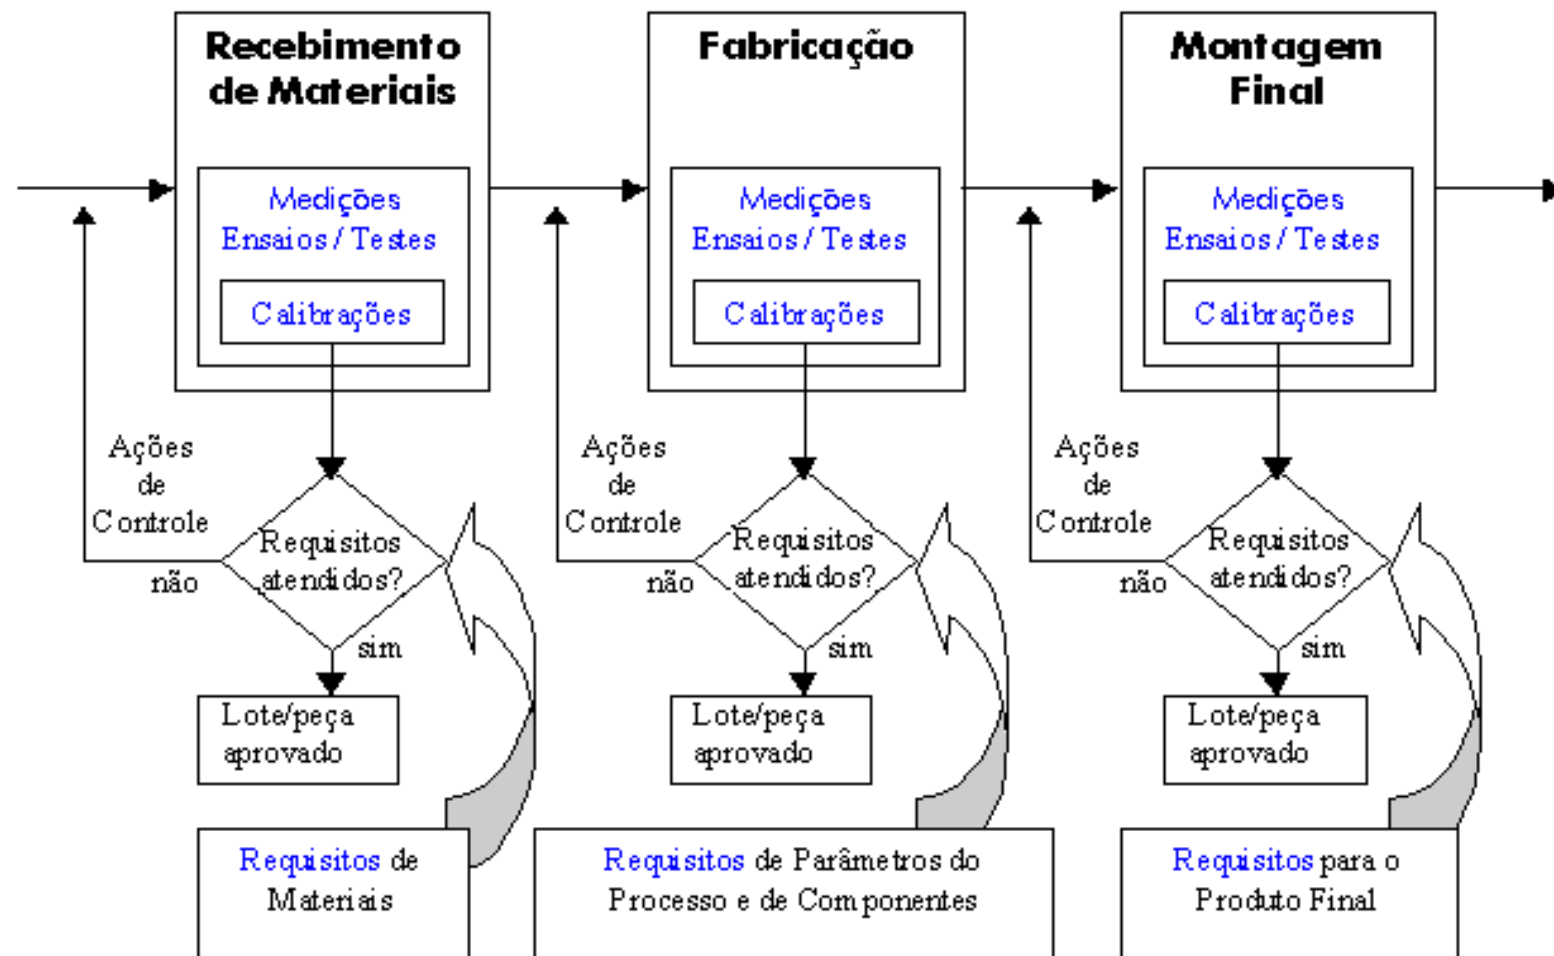 Recebimento
de Materiais
Medições
Ensaios / Testes
Calibrações
Ações
de
Controle
não
Requisitos
atendidos?
sim
Lote/peça
aprovado
Requisitos de
Materiais
Fabricação
Medições
Ensaios / Testes
Calibrações
Ações
de
Controle
não
Requisitos
atendidos?
sim
Lote/peça
aprovado
Requisitos de Parâmetros do
Processo e de Componentes
Montagem
Final
Medições
Ensaios / Testes
Calibrações
Ações
de
Controle
não
Requisitos
atendidos?
sim
Lote/peça
aprovado
Requisitos para o
Produto Final